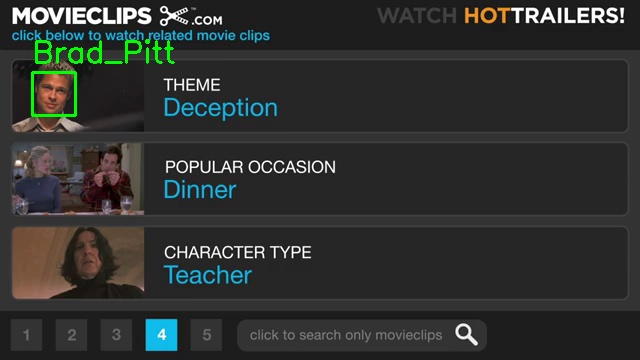 MOVIECLIPS .COM
WATCH HOTTRAILERS!
click below to watch related movie clips
Brad_Pitt
THEME
Deception
POPULAR OCCASION
Dinner
CHARACTER TYPE
Teacher
1 2 3 4 5
click to search only movieclips